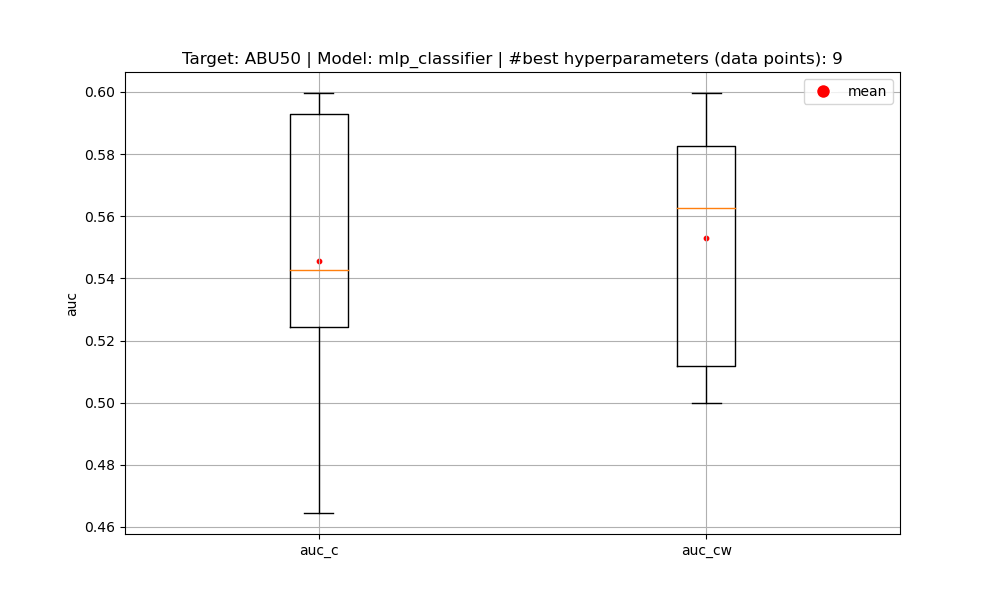 Target: ABU50 | Model: mlp_classifier | #best hyperparameters (data points): 9
mean
0.60
0.58
0.56
0.54
0.52
0.50
0.48
0.46
auc
auc_c
auc_cw